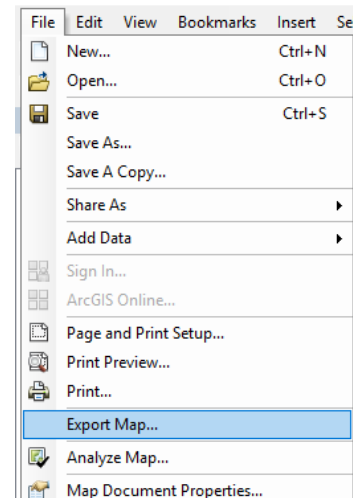 File Edit View Bookmarks Insert Se
New... Ctrl+N
Open... Ctrl+O
Save Ctrl+S
Save As...
Save A Copy...
Share As
Add Data
Sign In...
ArcGIS Online...
Page and Print Setup...
Print Preview...
Print...
Export Map...
Analyze Map...
Map Document Properties...